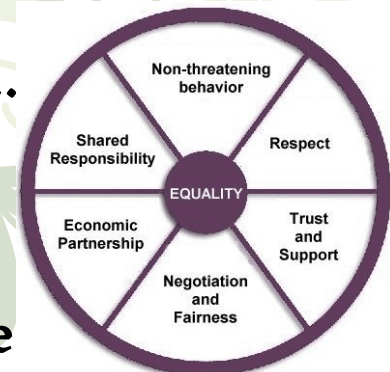 ..
Non-threatening
behavior
Shared
Responsibility
Respect
EQUALITY
Economic
Partnership
Trust
and
Support
Negotiation
and
Fairness
e